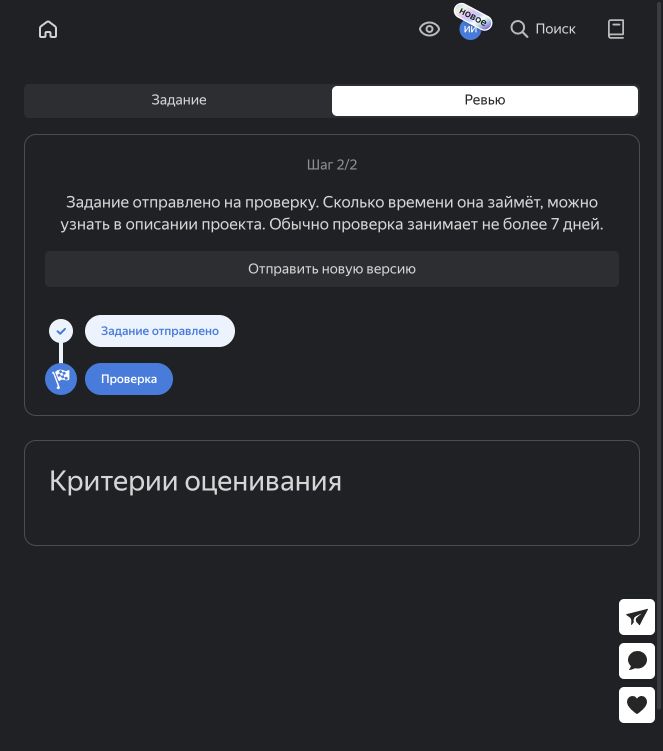 новое
ИИ
Поиск
Задание
Ревью
Шаг 2/2
Задание отправлено на проверку. Сколько времени она займёт, можно
узнать в описании проекта. Обычно проверка занимает не более 7 дней.
Отправить новую версию
Задание отправлено
Проверка
Критерии оценивания